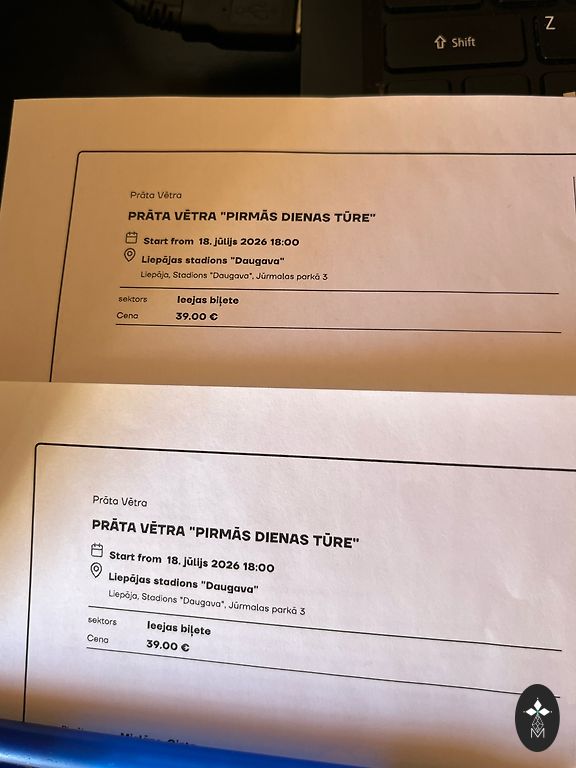 Z
Shift
Prāta Vētra
PRĀTA VĒTRA "PIRMĀS DIENAS TŪRE"
Start from 18. jūlijs 2026 18:00
Liepājas stadions "Daugava"
Liepāja, Stadions "Daugava", Jūrmalas parkā 3
sektors Ieejas biļete
Cena 39.00 €
Prāta Vētra
PRĀTA VĒTRA "PIRMĀS DIENAS TŪRE"
Start from 18. jūlijs 2026 18:00
Liepājas stadions "Daugava"
Liepāja, Stadions "Daugava", Jūrmalas parkā 3
sektors Ieejas biļete
Cena 39.00 €
M